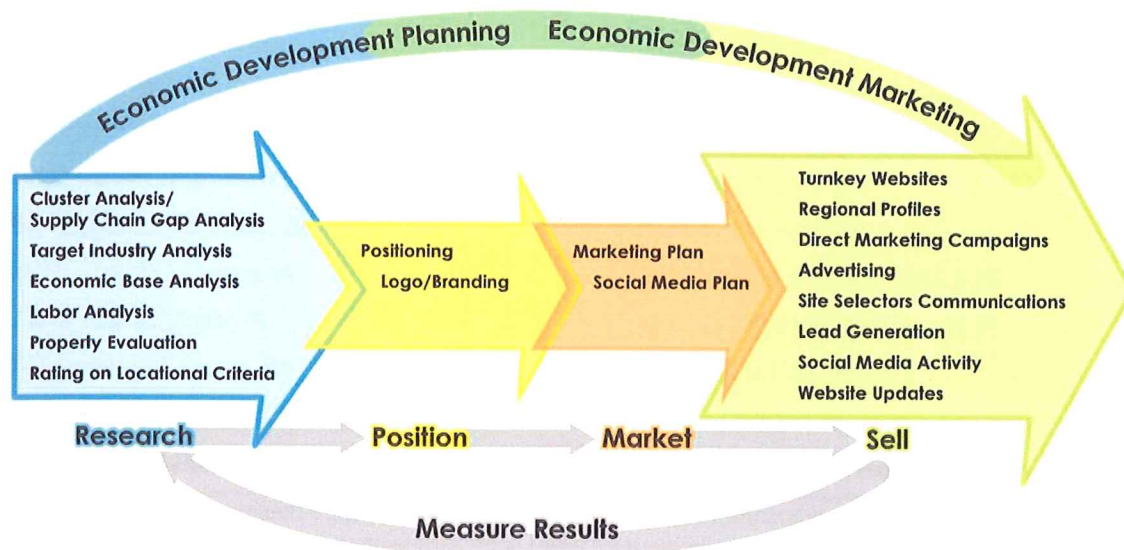 Economic Development Planning
Economic Development Marketing
Cluster Analysis/
Supply Chain Gap Analysis
Target Industry Analysis
Economic Base Analysis
Labor Analysis
Property Evaluation
Rating on Locational Criteria
Positioning
Logo/Branding
Marketing Plan
Social Media Plan
Turnkey Websites
Regional Profiles
Direct Marketing Campaigns
Advertising
Site Selectors Communications
Lead Generation
Social Media Activity
Website Updates
Research
Position
Market
Sell
Measure Results